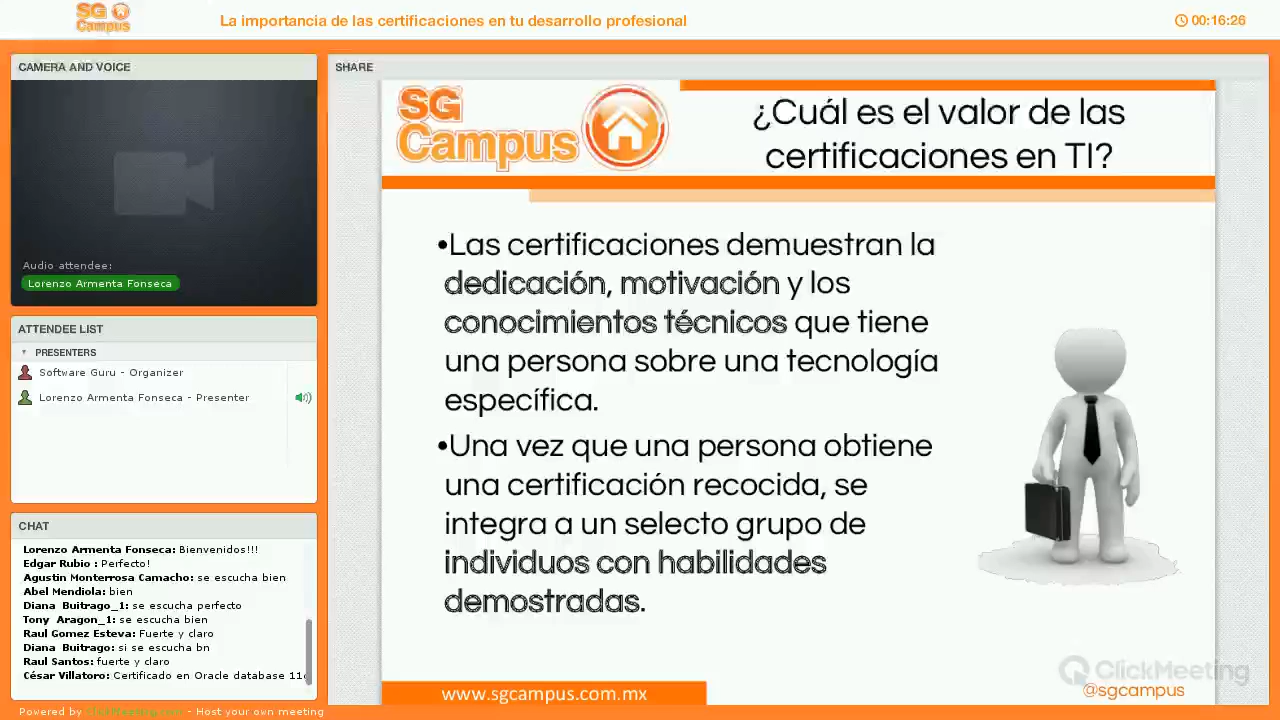 SG
Campus
La importancia de las certificaciones en tu desarrollo profesional
00:16:26
CAMERA AND VOICE
Audio attendee:
Lorenzo Armenta Fonseca
ATTENDEE LIST
PRESENTERS
Software Guru - Organizer
Lorenzo Armenta Fonseca - Presenter
CHAT
Lorenzo Armenta Fonseca: Bienvenidos!!!
Edgar Rubio : Perfecto!
Agustin Monterrosa Camacho: se escucha bien
Abel Mendiola: bien
Diana Buitrago_1: se escucha perfecto
Tony Aragon_1: se escucha bien
Raul Gomez Esteva: Fuerte y claro
Diana Buitrago: si se escucha bn
Raul Santos: fuerte y claro
César Villatoro: Certificado en Oracle database 11
Powered by ClickMeeting.com - Host your own meeting
SHARE
SG
Campus
¿Cuál es el valor de las
certificaciones en TI?
•Las certificaciones demuestran la
dedicación, motivación y los
conocimientos técnicos que tiene
una persona sobre una tecnología
específica.
•Una vez que una persona obtiene
una certificación recocida, se
integra a un selecto grupo de
individuos con habilidades
demostradas.
www.sgcampus.com.mx
ClickMeeting
@sgcampus